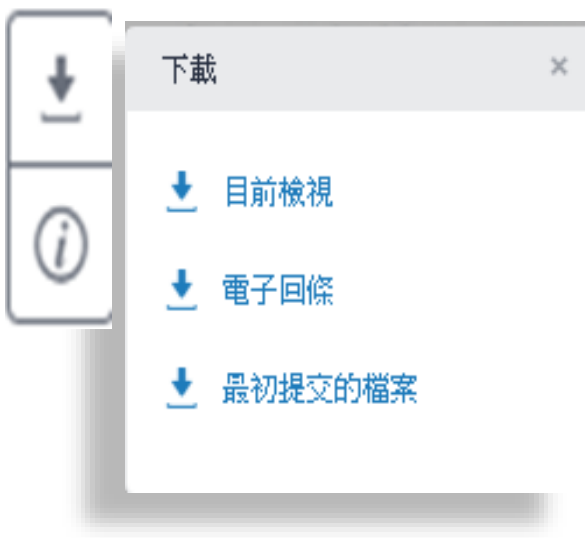 下載
目前檢視
電子回條
最初提交的檔案